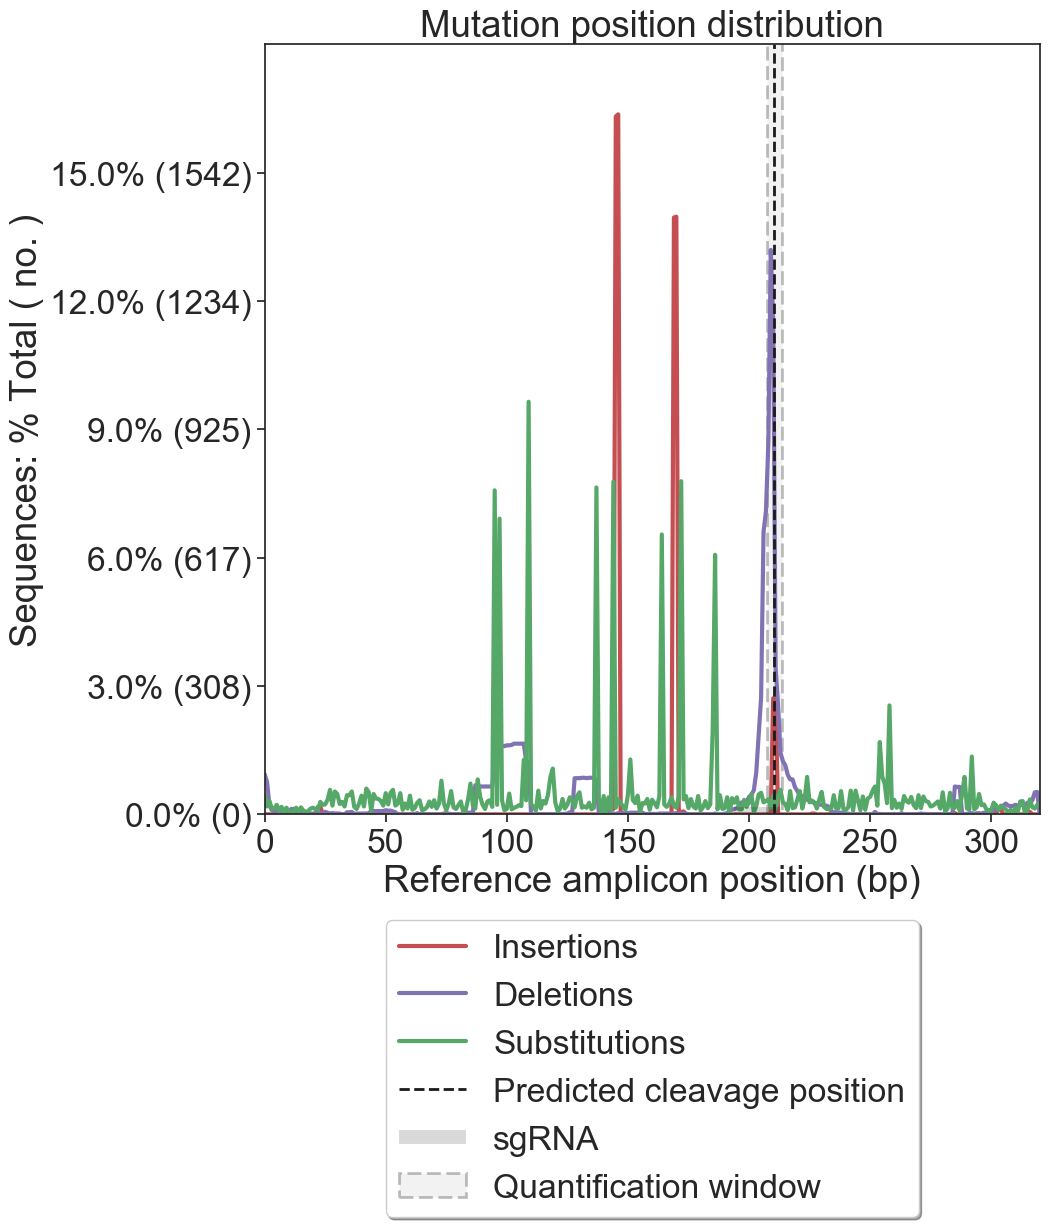 Mutation position distribution
Sequences: % Total ( no. )
15.0% (1542)
12.0% (1234)
9.0% (925)
6.0% (617)
3.0% (308)
0.0% (0)
0 50 100 150 200 250 300
Reference amplicon position (bp)
Insertions
Deletions
Substitutions
Predicted cleavage position
sgRNA
Quantification window